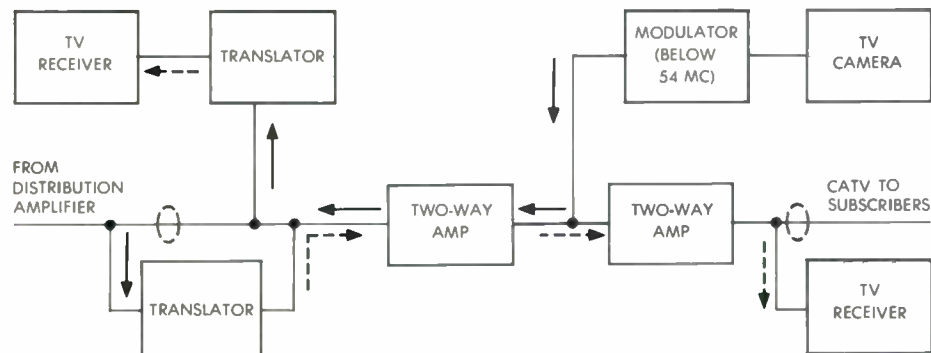 TV
RECEIVER
TRANSLATOR
MODULATOR
(BELOW
54 MC)
TV
CAMERA
FROM
DISTRIBUTION
AMPLIFIER
TWO-WAY
AMP
TWO-WAY
AMP
CATV TO
SUBSCRIBERS
TRANSLATOR
TV
RECEIVER